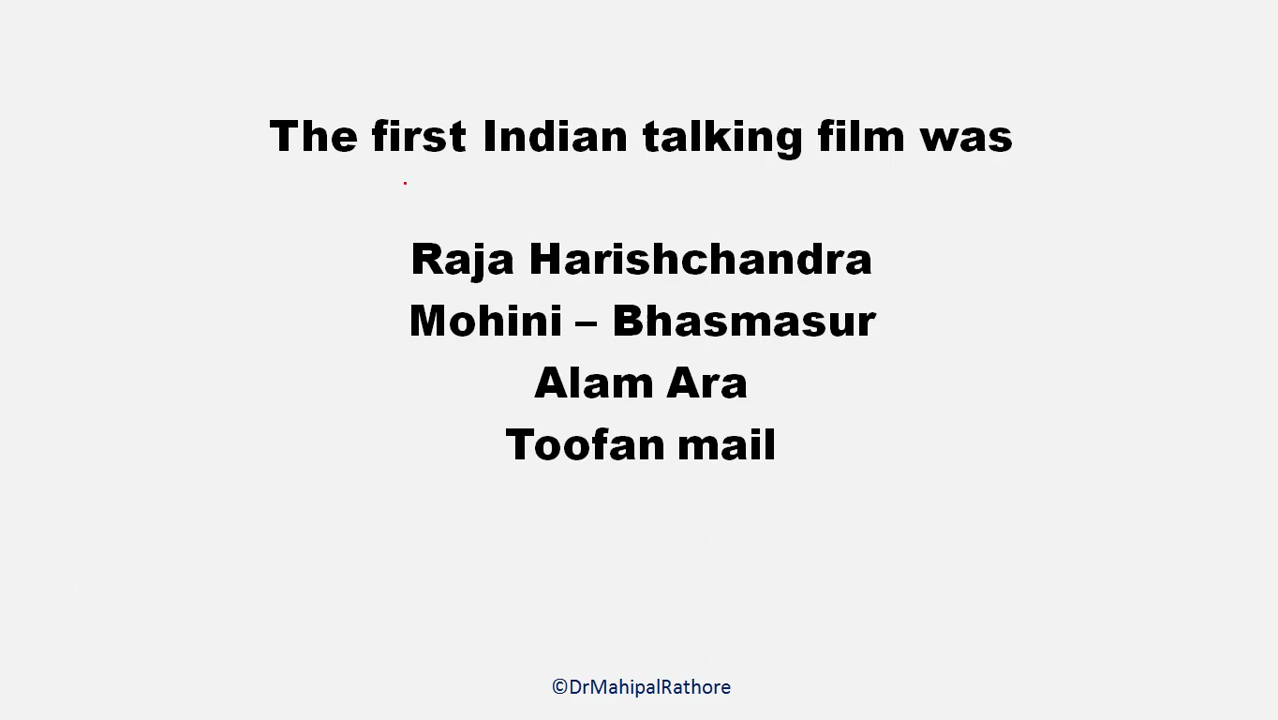 The first Indian talking film was
Raja Harishchandra
Mohini – Bhasmasur
Alam Ara
Toofan mail
©DrMahipalRathore